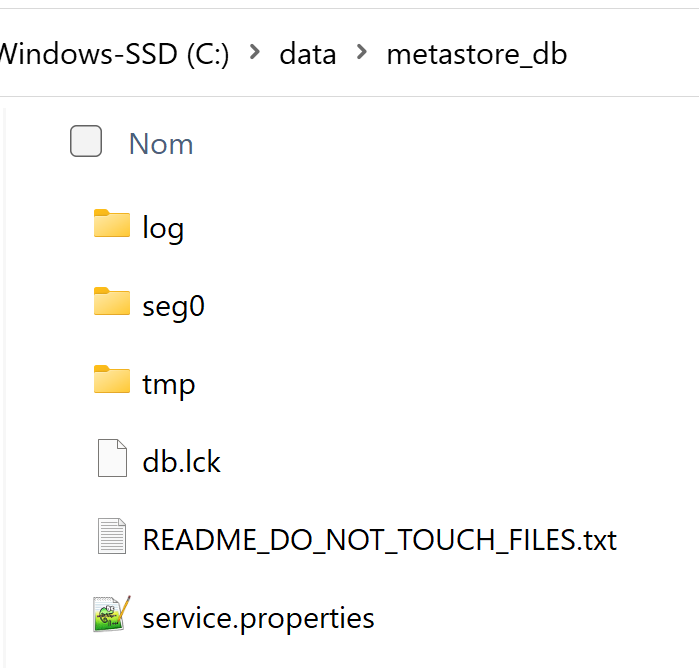 Windows-SSD (C:) > data > metastore_db
Nom
log
seg0
tmp
db.lck
README_DO_NOT_TOUCH_FILES.txt
service.properties